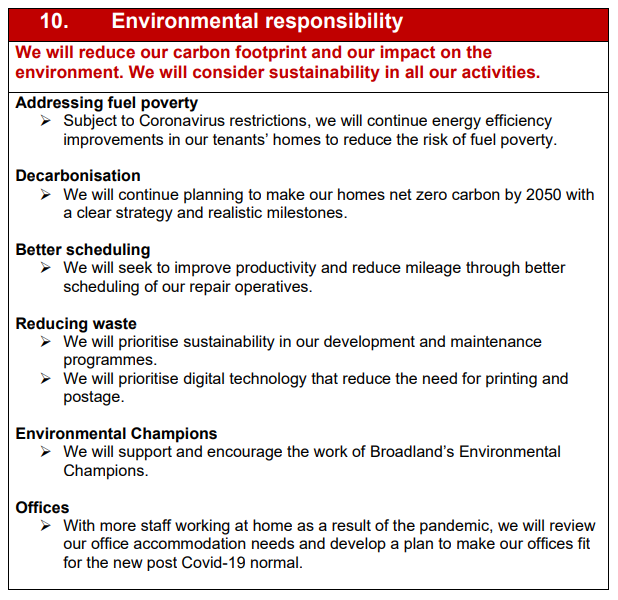 10. Environmental responsibility
We will reduce our carbon footprint and our impact on the
environment. We will consider sustainability in all our activities.
Addressing fuel poverty
➢ Subject to Coronavirus restrictions, we will continue energy efficiency
improvements in our tenants’ homes to reduce the risk of fuel poverty.
Decarbonisation
➢ We will continue planning to make our homes net zero carbon by 2050 with
a clear strategy and realistic milestones.
Better scheduling
➢ We will seek to improve productivity and reduce mileage through better
scheduling of our repair operatives.
Reducing waste
➢ We will prioritise sustainability in our development and maintenance
programmes.
➢ We will prioritise digital technology that reduce the need for printing and
postage.
Environmental Champions
➢ We will support and encourage the work of Broadland’s Environmental
Champions.
Offices
➢ With more staff working at home as a result of the pandemic, we will review
our office accommodation needs and develop a plan to make our offices fit
for the new post Covid-19 normal.